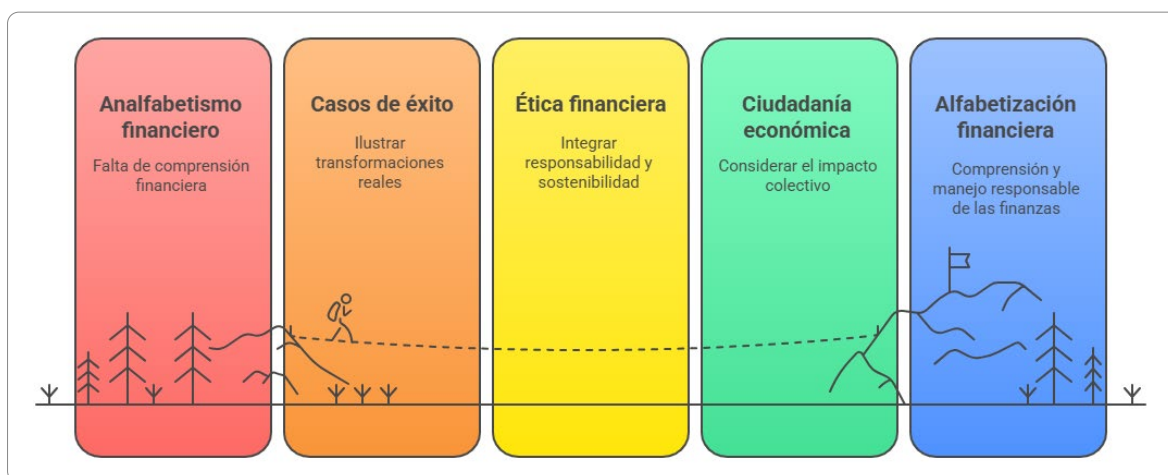 Analfabetismo
financiero
Falta de comprensión
financiera
Casos de éxito
Ilustrar
transformaciones
reales
Ética financiera
Integrar
responsabilidad y
sostenibilidad
Ciudadanía
económica
Considerar el impacto
colectivo
Alfabetización
financiera
Comprensión y
manejo responsable
de las finanzas